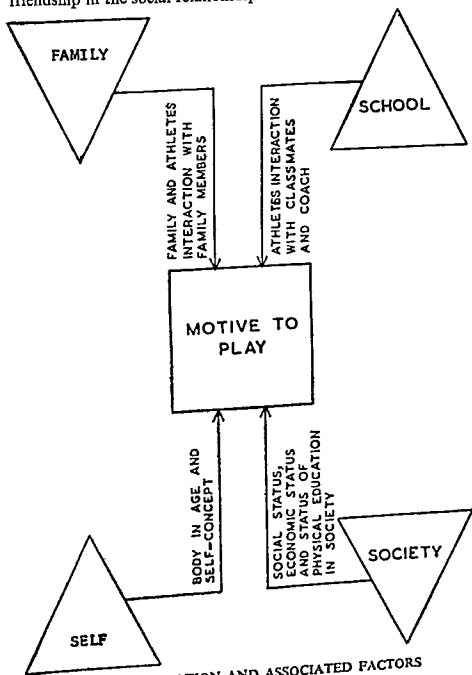 friendship in the social relationship
FAMILY
SCHOOL
FAMILY AND ATHLETES
INTERACTION WITH
FAMILY MEMBERS
ATHLETES INTERACTION
WITH CLASSMATES
AND COACH
MOTIVE TO
PLAY
BODY IN AGE AND
SELF-CONCEPT
SOCIAL STATUS,
ECONOMIC STATUS
AND STATUS OF
PHYSICAL EDUCATION
IN SOCIETY
SELF
SOCIETY
AND ASSOCIATED FACTORS